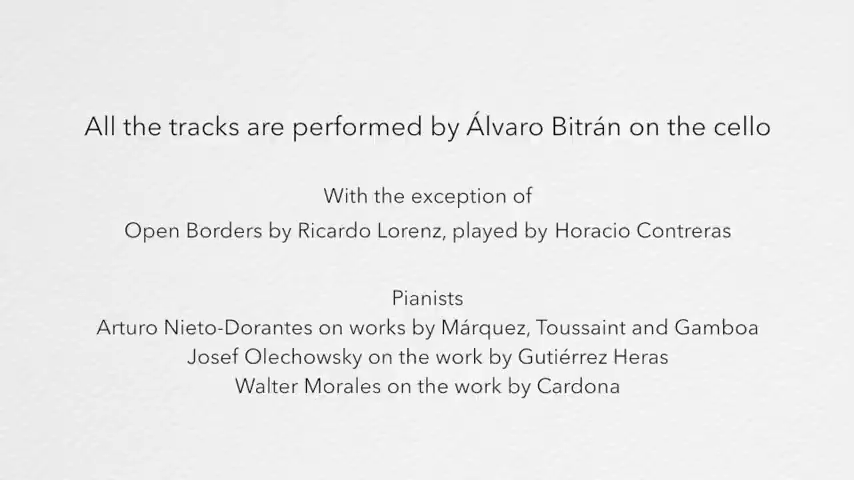 All the tracks are performed by Álvaro Bitrán on the cello
With the exception of
Open Borders by Ricardo Lorenz, played by Horacio Contreras
Pianists
Arturo Nieto-Dorantes on works by Márquez, Toussaint and Gamboa
Josef Olechowsky on the work by Gutiérrez Heras
Walter Morales on the work by Cardona